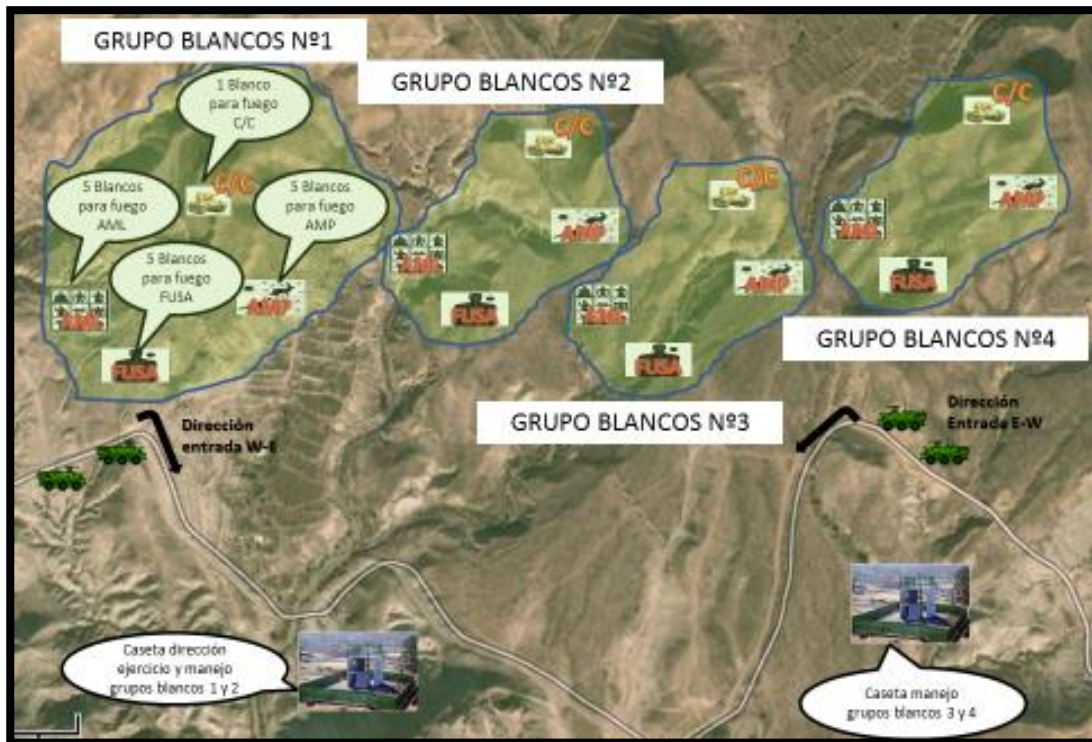 GRUPO BLANCOS Nº1
GRUPO BLANCOS Nº2
1 Blanco
para fuego
C/C
C/C
C/C
C/C
C/C
5 Blancos
para fuego
AML
5 Blancos
para fuego
AMP
5 Blancos
para fuego
FUSA
AML
AMP
FUSA
AML
AMP
FUSA
AML
AMP
FUSA
AML
AMP
FUSA
GRUPO BLANCOS Nº4
GRUPO BLANCOS Nº3
Dirección
entrada W-E
Dirección
Entrada E-W
Caseta dirección
ejercicio y manejo
grupos blancos 1 y 2
Caseta manejo
grupos blancos 3 y 4